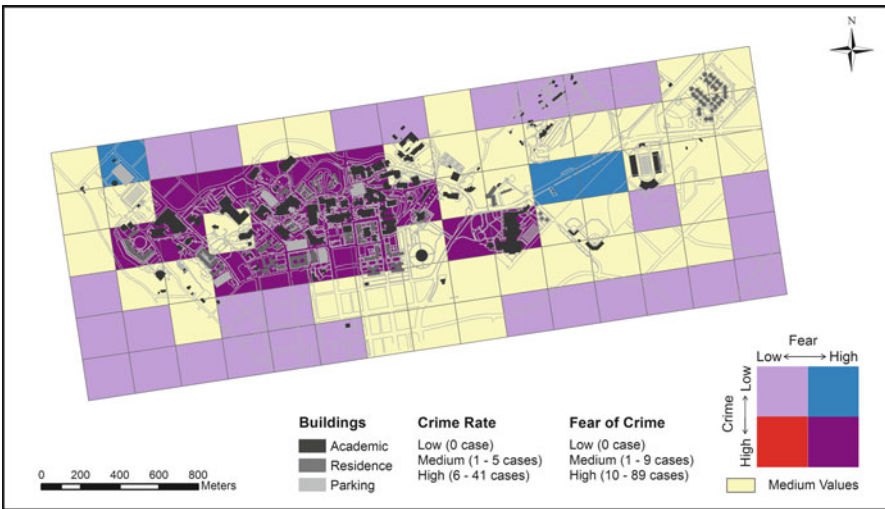 N
Fear
Low High
Low
Crime
High
Medium Values
Buildings
Academic
Residence
Parking
Crime Rate
Low (0 case)
Medium (1 - 5 cases)
High (6 - 41 cases)
Fear of Crime
Low (0 case)
Medium (1 - 9 cases)
High (10 - 89 cases)
0 200 400 600 800
Meters